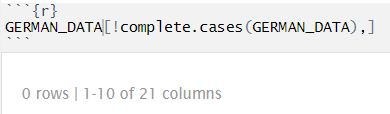 ```{r}
GERMAN_DATA[!complete.cases(GERMAN_DATA),]
```
0 rows | 1-10 of 21 columns